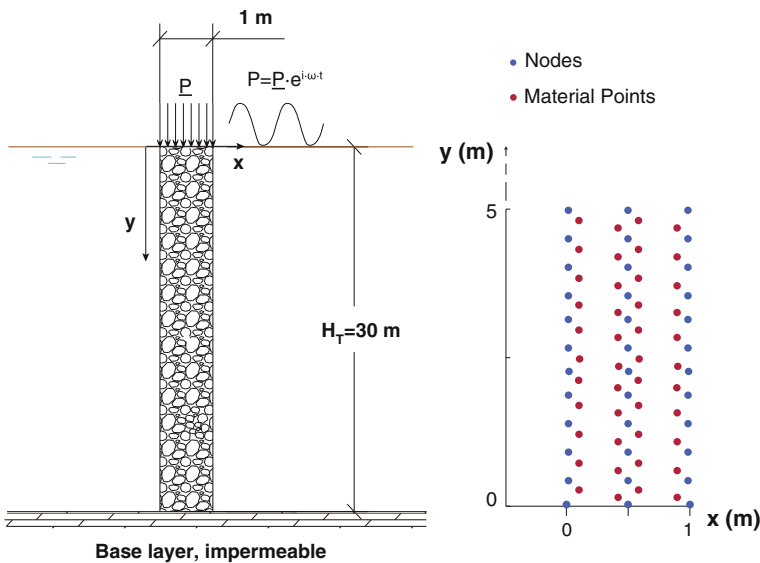 1 m
P
P=P·e^i·ω·t
x
y
H_T=30 m
Base layer, impermeable
Nodes
Material Points
y (m)
5
0
0
1
x (m)